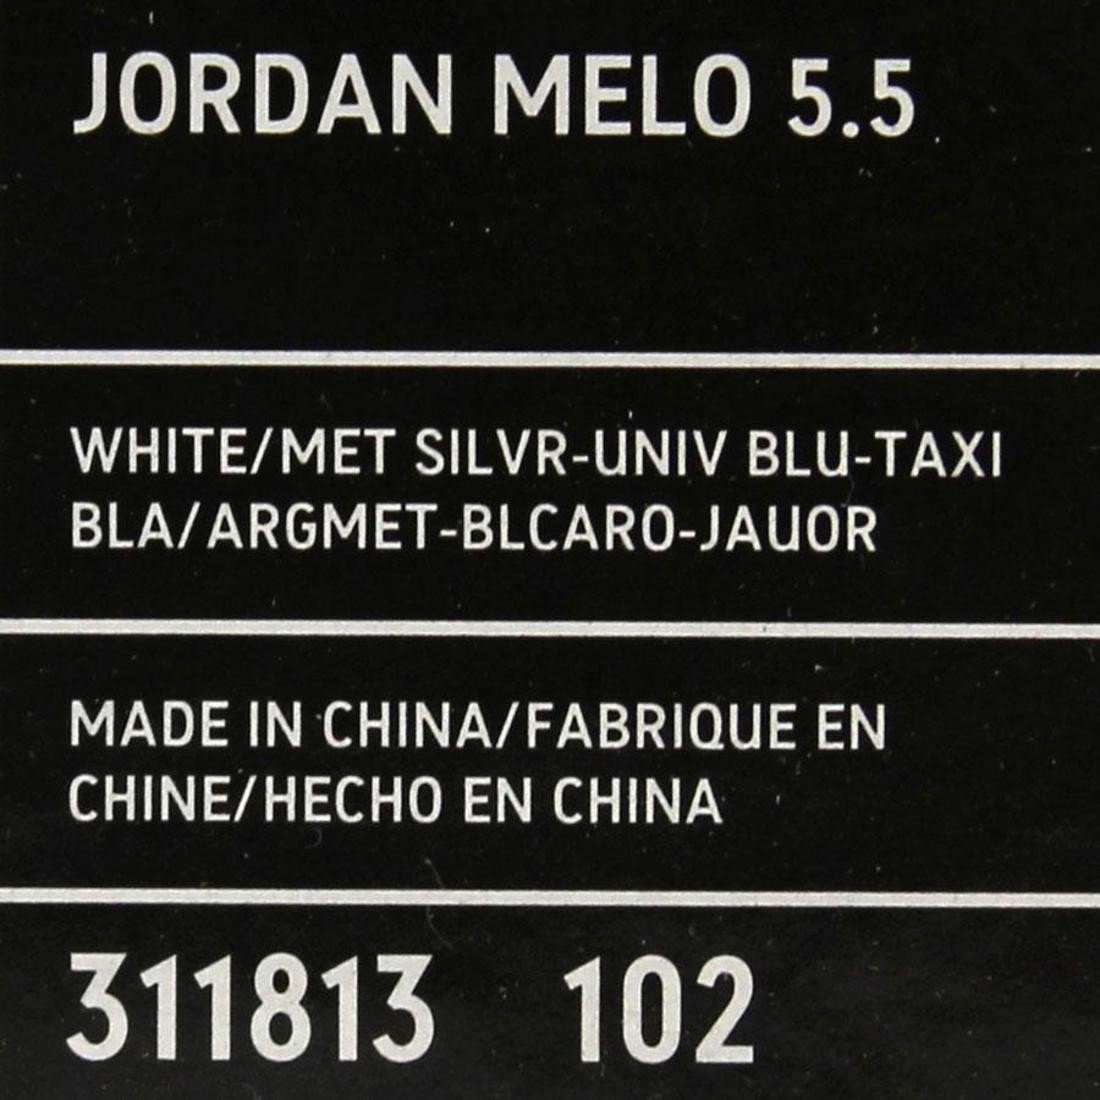 JORDAN MELO 5.5
WHITE/MET SILVR-UNIV BLU-TAXI
BLA/ARGMET-BLCARO-JAUOR
MADE IN CHINA/FABRIQUE EN
CHINE/HECHO EN CHINA
311813 102